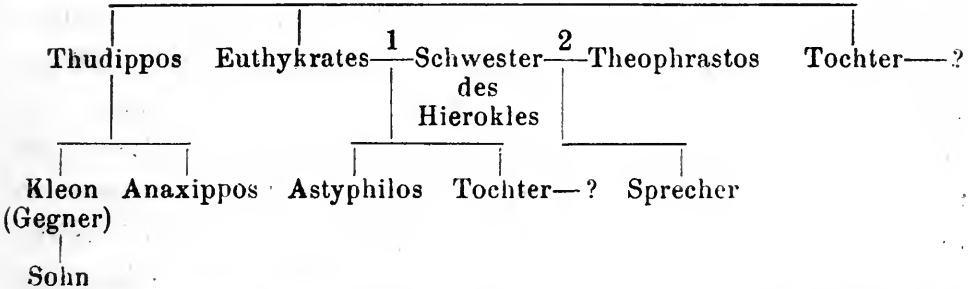 1 2
Thudippos Euthykrates Schwester Theophrastos Tochter ?
des
Hierokles
Kleon Anaxippos Astyphilos Tochter ? Sprecher
(Gegner)
Sohn